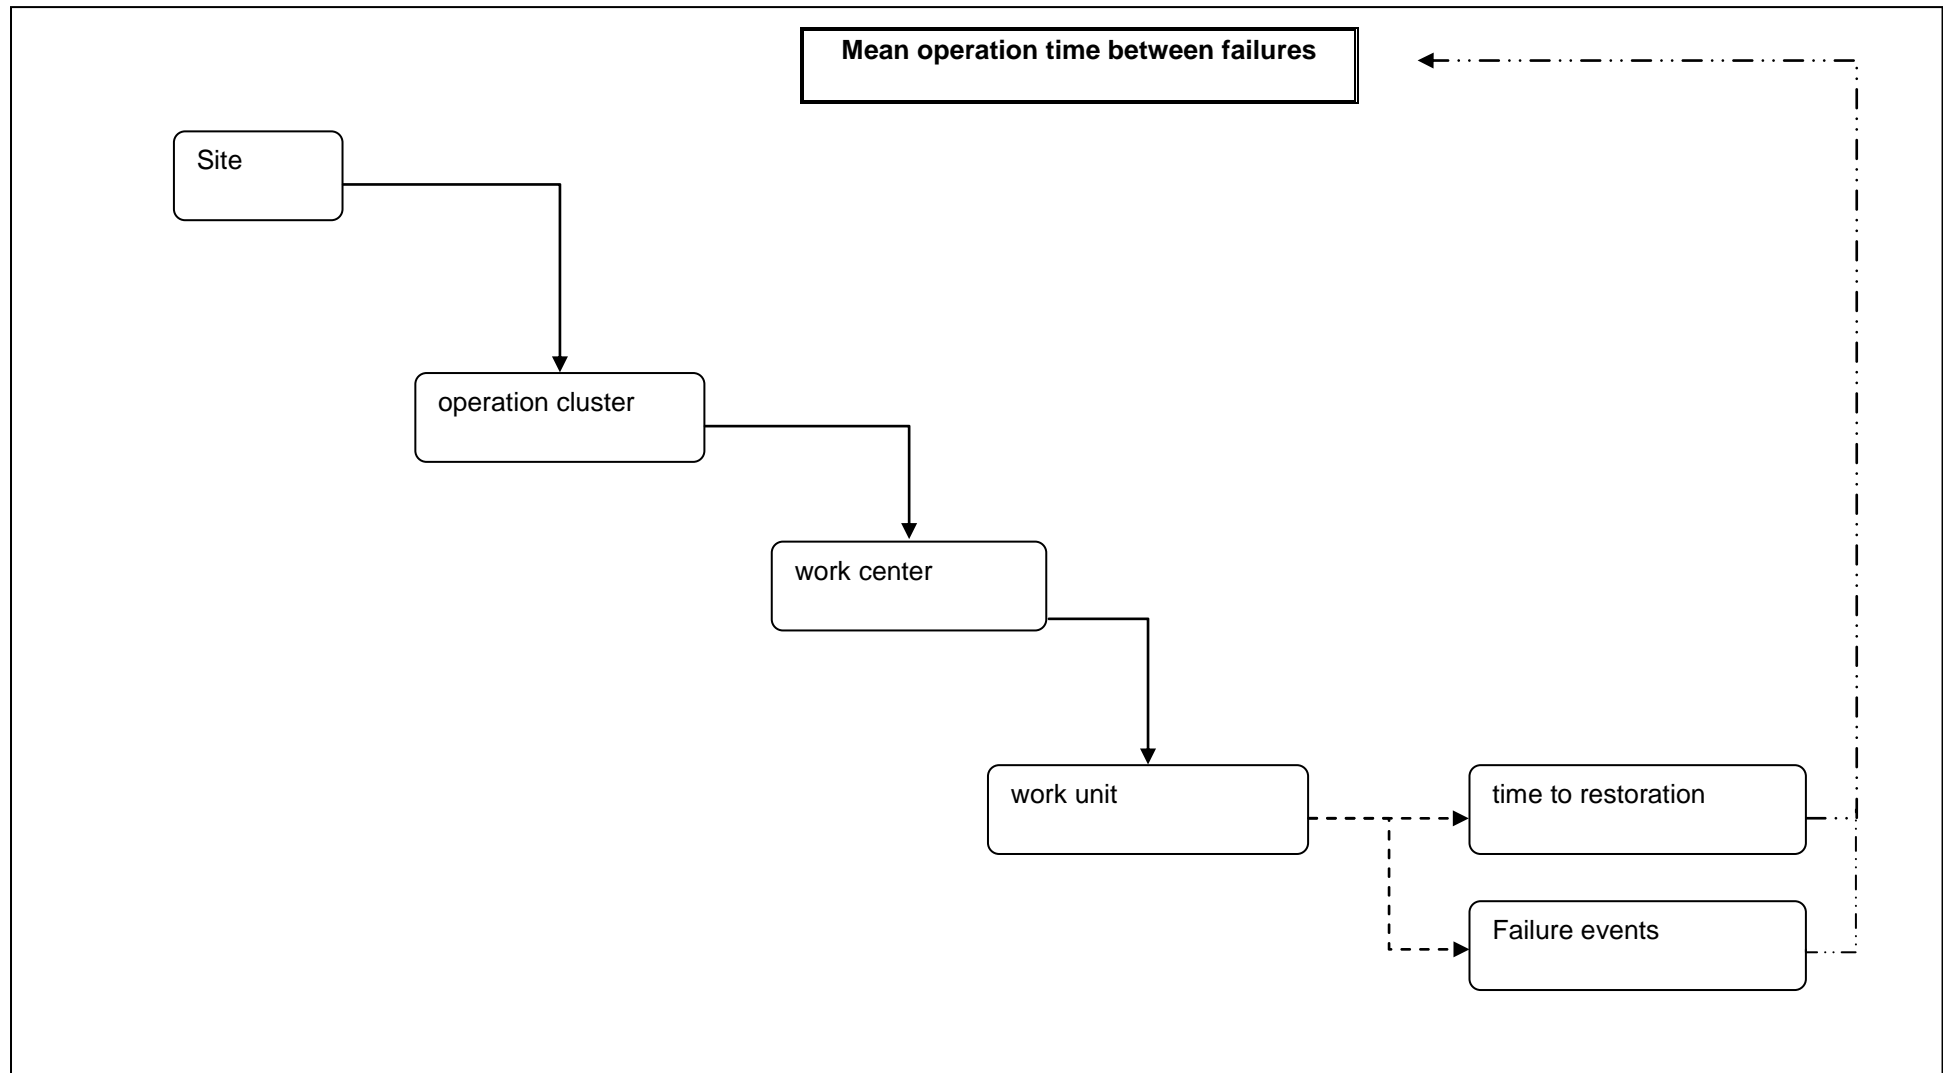 Mean operation time between failures
Site
operation cluster
work center
work unit
time to restoration
Failure events